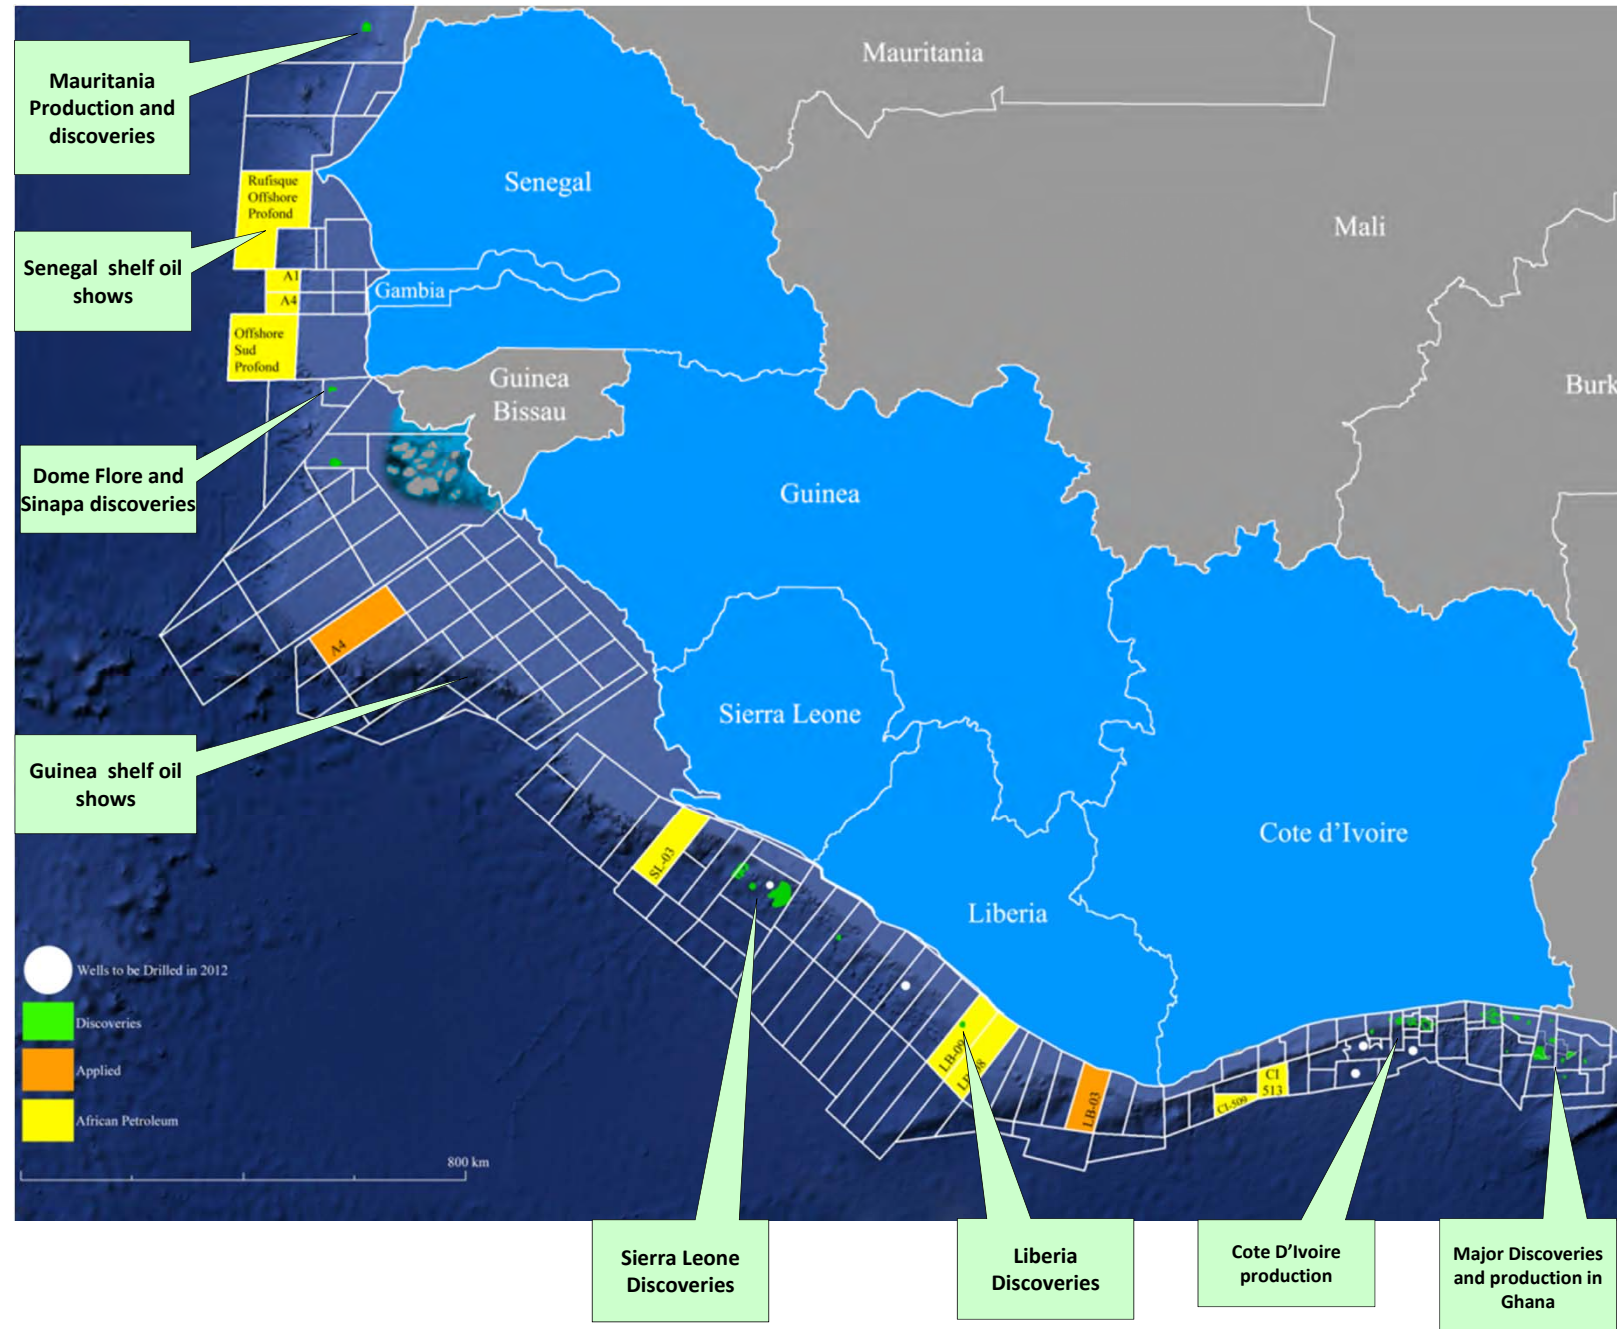 Mauritania
Production and
discoveries
Mauritania
Senegal
Mali
Rufisque
Offshore
Profond
Senegal shelf oil
shows
A1
A4
Gambia
Offshore
Sud
Profond
Guinea
Bissau
Burk
Dome Flore and
Sinapa discoveries
Guinea
A4
Sierra Leone
Guinea shelf oil
shows
Cote d'Ivoire
SL-03
Liberia
Wells to be Drilled in 2012
Discoveries
Applied
African Petroleum
800 km
LB-09
LB-03
CI-509
CI
513
Sierra Leone
Discoveries
Liberia
Discoveries
Cote D’Ivoire
production
Major Discoveries
and production in
Ghana